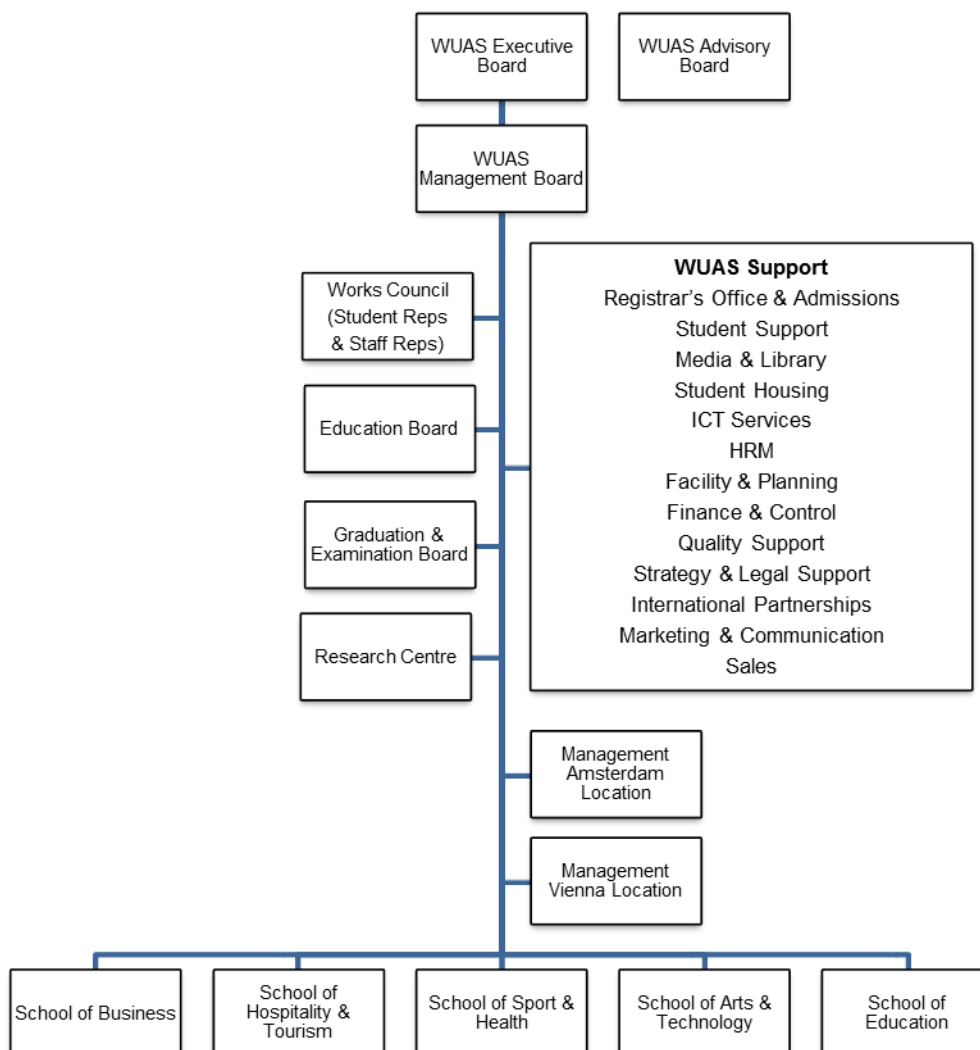 WUAS Executive
Board
WUAS Advisory
Board
WUAS
Management Board
Works Council
(Student Reps
& Staff Reps)
Education Board
Graduation &
Examination Board
Research Centre
WUAS Support
Registrar’s Office & Admissions
Student Support
Media & Library
Student Housing
ICT Services
HRM
Facility & Planning
Finance & Control
Quality Support
Strategy & Legal Support
International Partnerships
Marketing & Communication
Sales
Management
Amsterdam
Location
Management
Vienna Location
School of Business
School of
Hospitality &
Tourism
School of Sport &
Health
School of Arts &
Technology
School of
Education